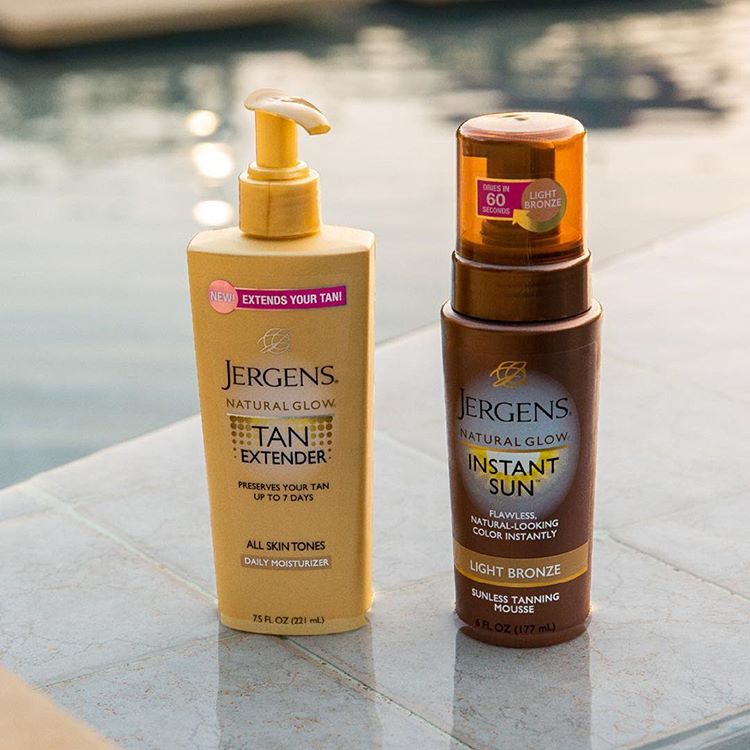 NEW! EXTENDS YOUR TAN!
JERGENS®
NATURAL GLOW®
TAN
EXTENDER™
PRESERVES YOUR TAN
UP TO 7 DAYS
ALL SKIN TONES
DAILY MOISTURIZER
7.5 FL OZ (221 mL)
DRIES IN
60
SECONDS
LIGHT
BRONZE
JERGENS®
NATURAL GLOW®
INSTANT
SUN™
FLAWLESS,
NATURAL-LOOKING
COLOR INSTANTLY
LIGHT BRONZE
SUNLESS TANNING
MOUSSE
6 FL OZ (177 mL)